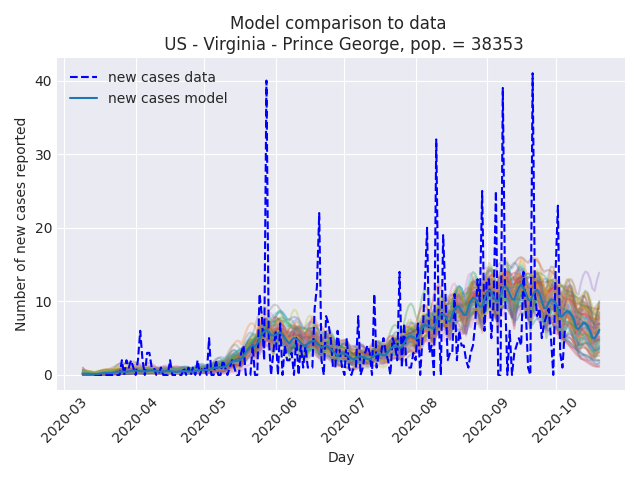 Model comparison to data
US - Virginia - Prince George, pop. = 38353
new cases data
new cases model
Number of new cases reported
40
30
20
10
0
2020-03
2020-04
2020-05
2020-06
2020-07
2020-08
2020-09
2020-10
Day